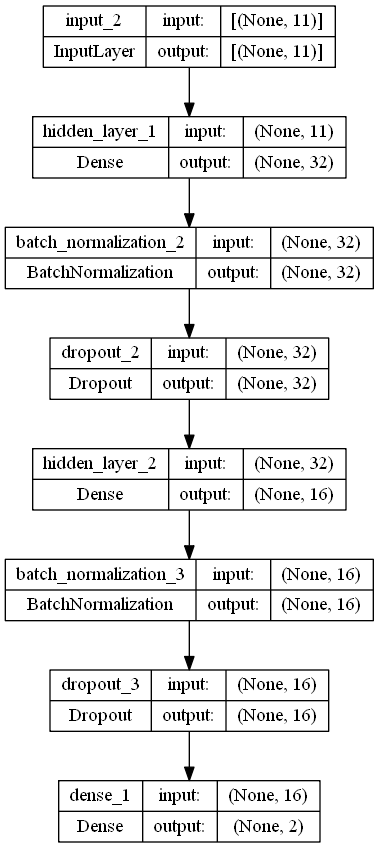 input_2 input: [(None, 11)]
InputLayer output: [(None, 11)]
hidden_layer_1 input: (None, 11)
Dense output: (None, 32)
batch_normalization_2 input: (None, 32)
BatchNormalization output: (None, 32)
dropout_2 input: (None, 32)
Dropout output: (None, 32)
hidden_layer_2 input: (None, 32)
Dense output: (None, 16)
batch_normalization_3 input: (None, 16)
BatchNormalization output: (None, 16)
dropout_3 input: (None, 16)
Dropout output: (None, 16)
dense_1 input: (None, 16)
Dense output: (None, 2)